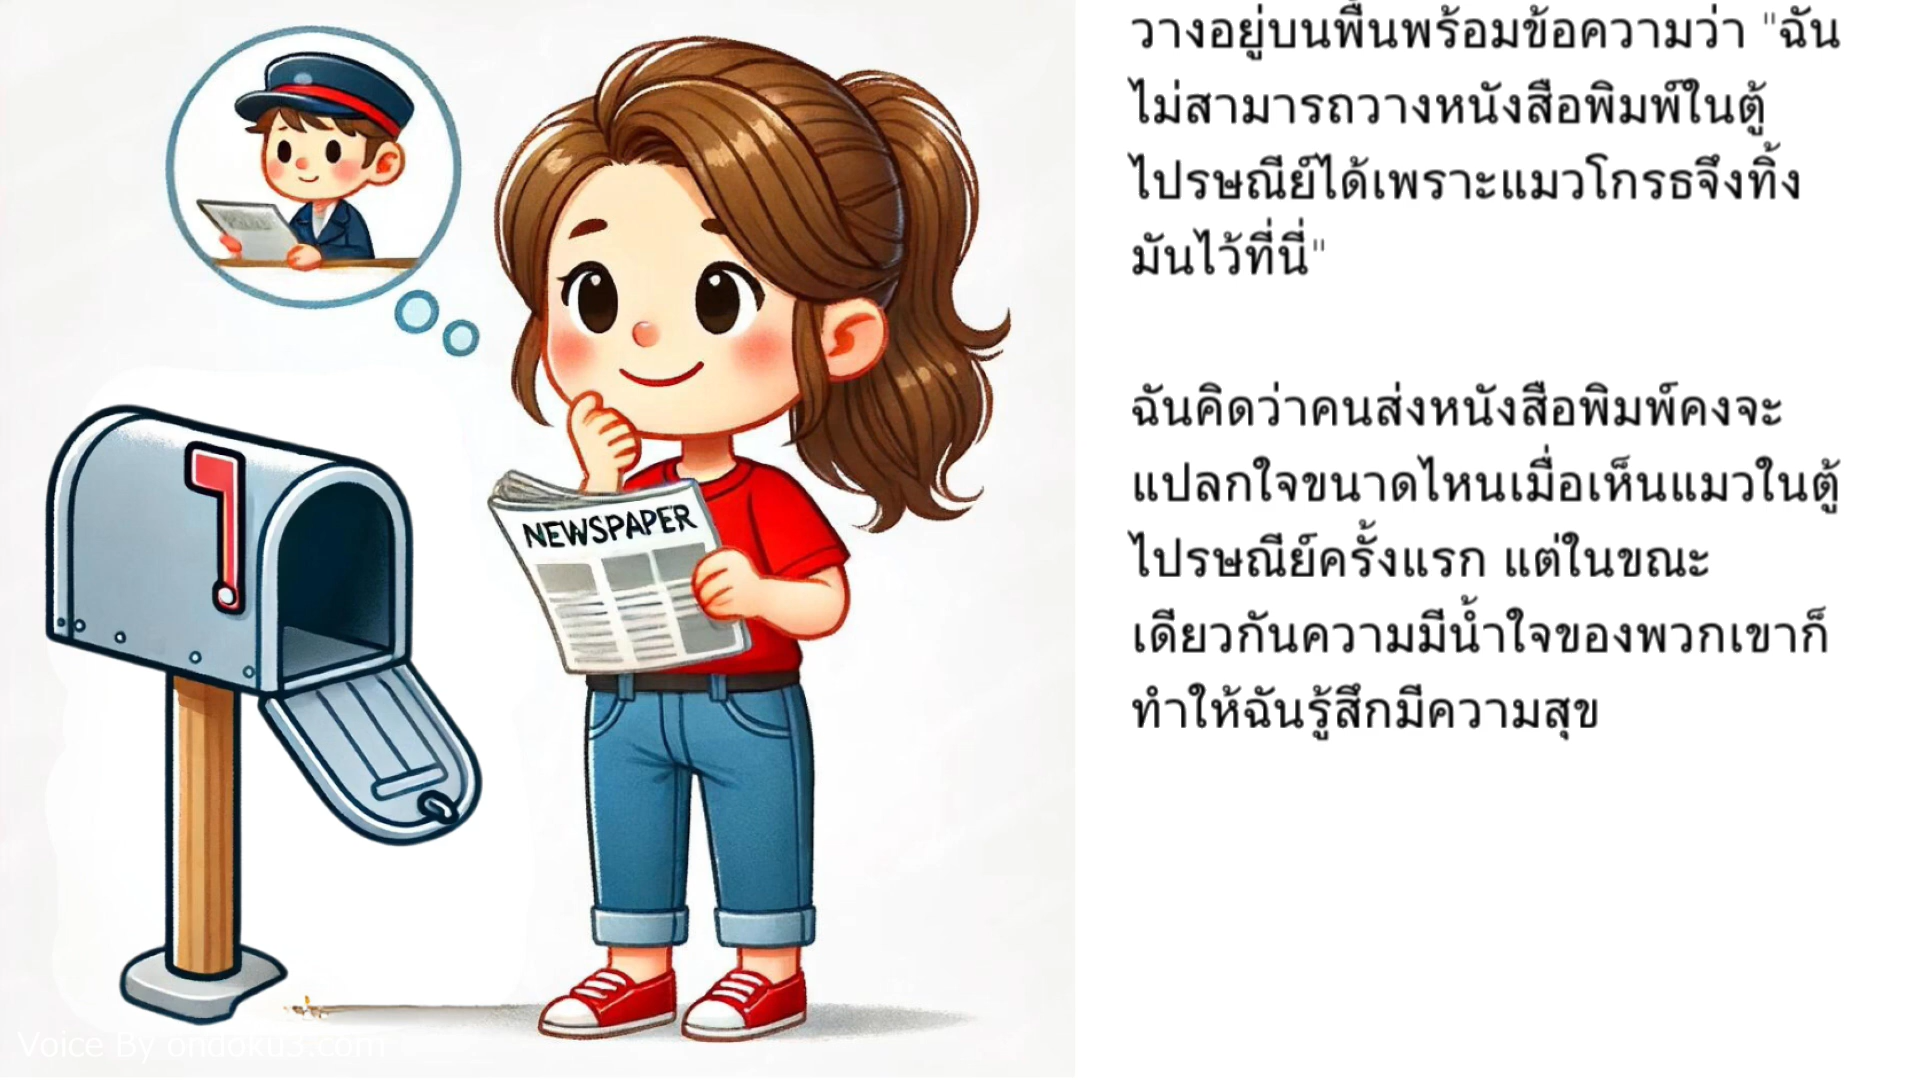 วางอยู่บนพื้นพร้อมข้อความว่า "ฉัน
ไม่สามารถวางหนังสือพิมพ์ในตู้
ไปรษณีย์ได้เพราะแมวโกรธจึงทิ้ง
มันไว้ที่นี่"
ฉันคิดว่าคนส่งหนังสือพิมพ์คงจะ
แปลกใจขนาดไหนเมื่อเห็นแมวในตู้
ไปรษณีย์ครั้งแรก แต่ในขณะ
เดียวกันความมีน้ำใจของพวกเขาก็
ทำให้ฉันรู้สึกมีความสุข
NEWSPAPER
Voice By ondoku3.com